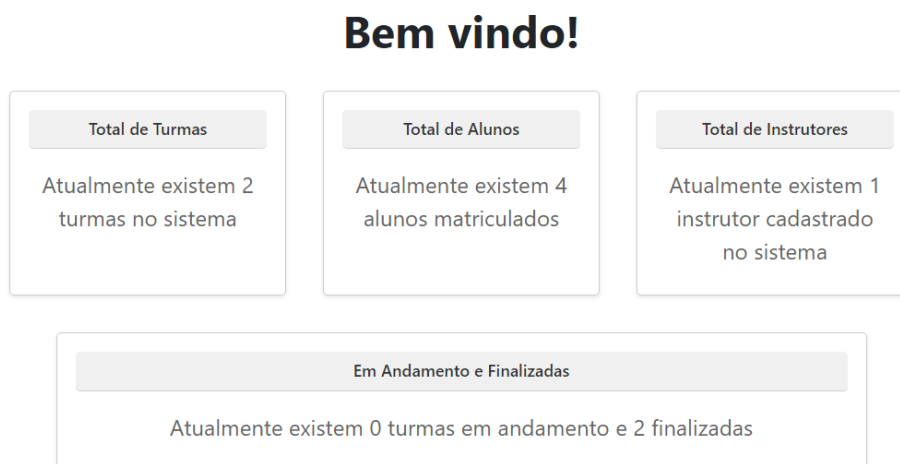 Bem vindo!
Total de Turmas
Atualmente existem 2
turmas no sistema
Total de Alunos
Atualmente existem 4
alunos matriculados
Total de Instrutores
Atualmente existem 1
instrutor cadastrado
no sistema
Em Andamento e Finalizadas
Atualmente existem 0 turmas em andamento e 2 finalizadas